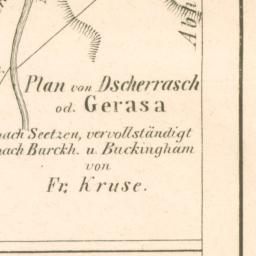 Abh
Plan von Dscherrasch
od. Gerasa
nach Seetzen, vervollständigt
nach Burckh. u. Buckingham
von
Fr. Kruse.